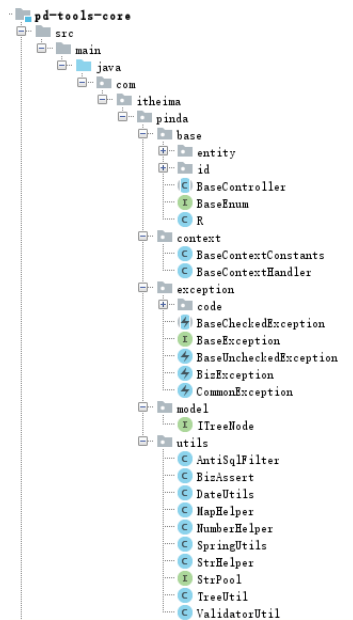 pd-tools-core
src
main
java
com
itheima
pinda
base
entity
id
BaseController
BaseEnum
R
context
BaseContextConstants
BaseContextHandler
exception
code
BaseCheckedException
BaseException
BaseUncheckedException
BizException
CommonException
model
ITreeNode
utils
AntiSqlFilter
BizAssert
DateUtils
MapHelper
NumberHelper
SpringUtils
StrHelper
StrPool
TreeUtil
ValidatorUtil